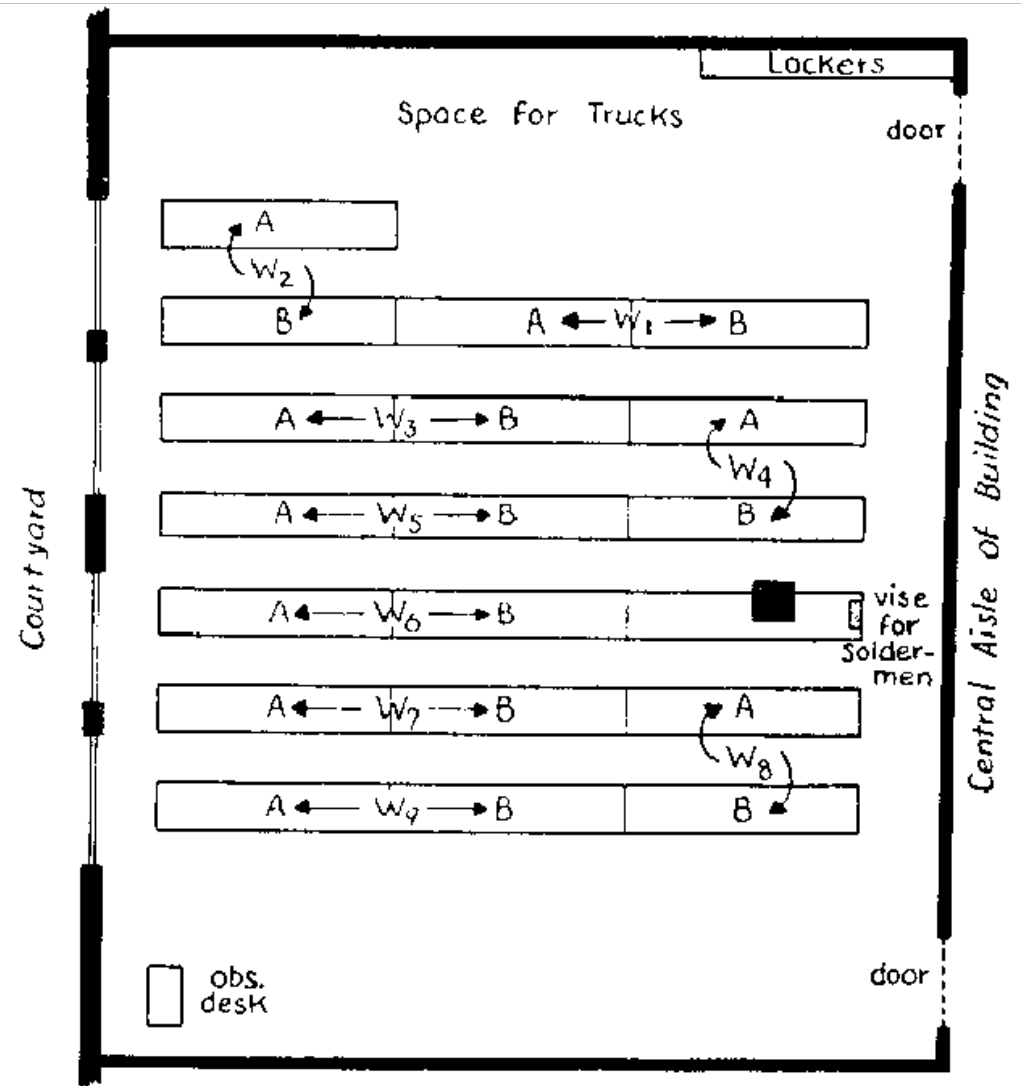 Lockers
Space for Trucks
door
A
W2
B
A W1 B
A W3 B
A
W4
A W5 B
B
A W6 B
vise
for
Solder-
men
A W7 B
A
W8
A W9 B
B
Courtyard
Central Aisle of Building
obs.
desk
door